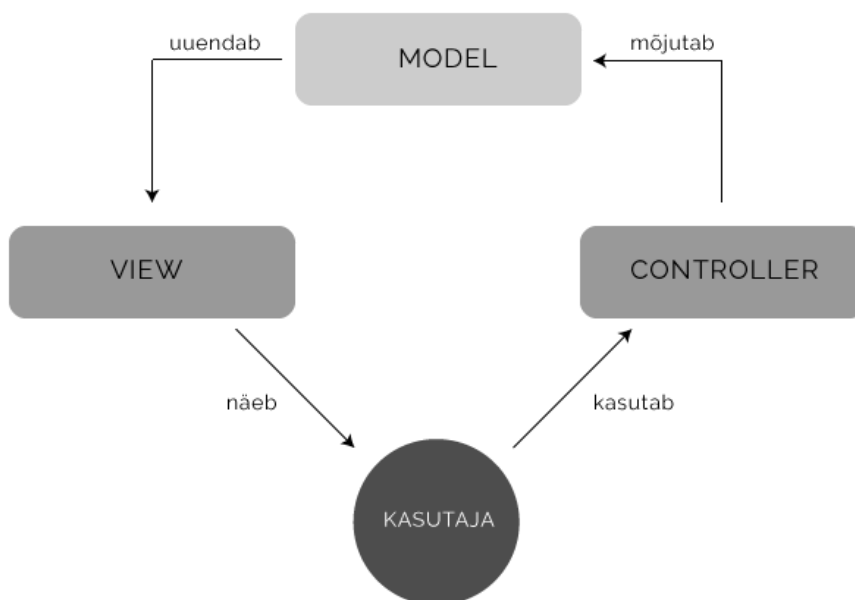 uuendab
MODEL
mõjutab
VIEW
CONTROLLER
näeb
kasutab
KASUTAJA